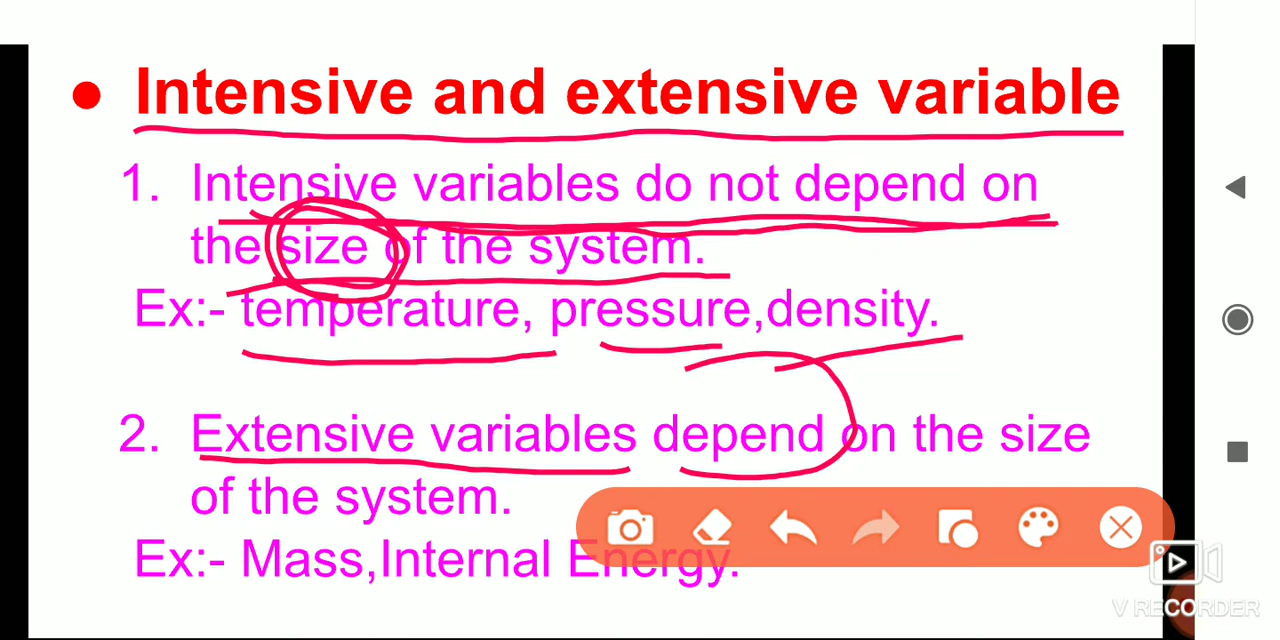 ● Intensive and extensive variable
1. Intensive variables do not depend on
the size of the system.
Ex:- temperature, pressure,density.
2. Extensive variables depend on the size
of the system.
Ex:- Mass,Internal Energy.
V RECORDER